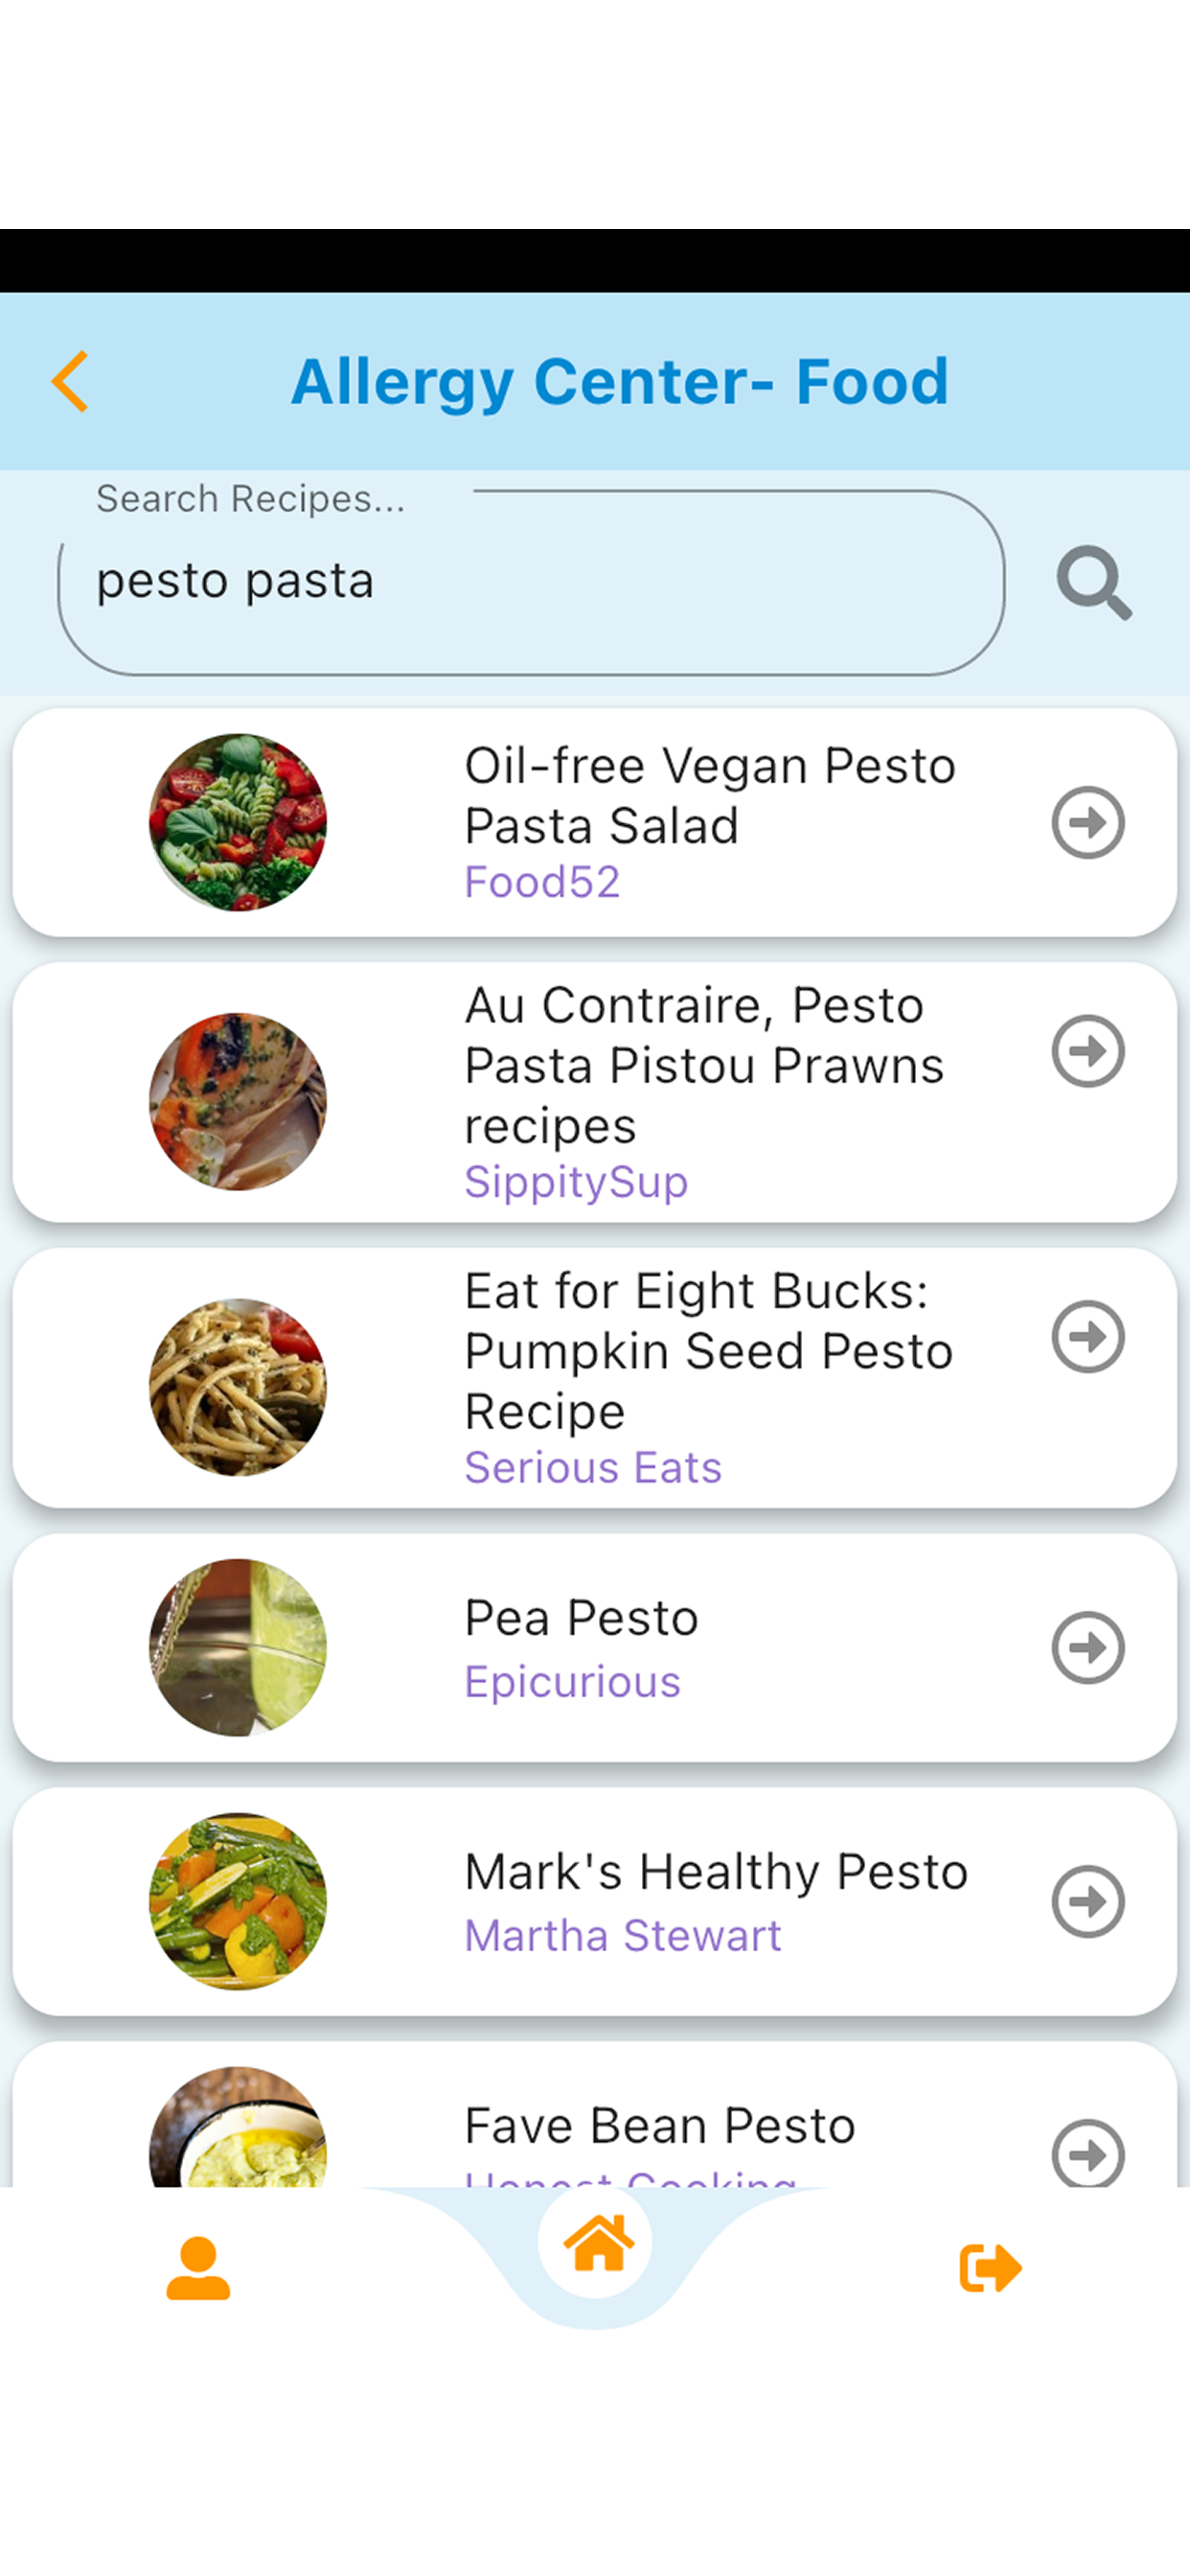 Allergy Center- Food
Search Recipes...
pesto pasta
Oil-free Vegan Pesto
Pasta Salad
Food52
Au Contraire, Pesto
Pasta Pistou Prawns
recipes
SippitySup
Eat for Eight Bucks:
Pumpkin Seed Pesto
Recipe
Serious Eats
Pea Pesto
Epicurious
Mark's Healthy Pesto
Martha Stewart
Fave Bean Pesto
Honest Cooking